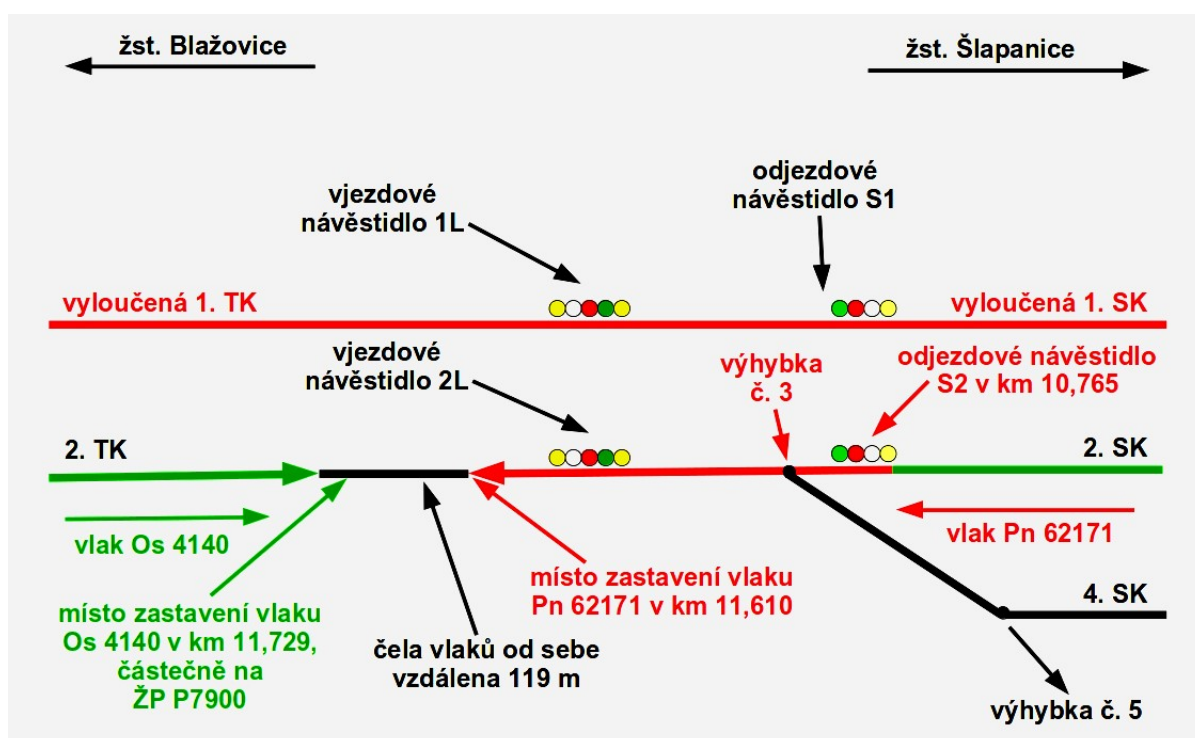 žst. Blažovice
žst. Šlapanice
vjezdové
návěstidlo 1L
odjezdové
návěstidlo S1
vyloučená 1. TK
vyloučená 1. SK
vjezdové
návěstidlo 2L
výhybka
č. 3
odjezdové návěstidlo
S2 v km 10,765
2. TK
2. SK
vlak Os 4140
vlak Pn 62171
místo zastavení vlaku
Pn 62171 v km 11,610
místo zastavení vlaku
Os 4140 v km 11,729,
částečně na
ŽP P7900
čela vlaků od sebe
vzdálena 119 m
4. SK
výhybka č. 5